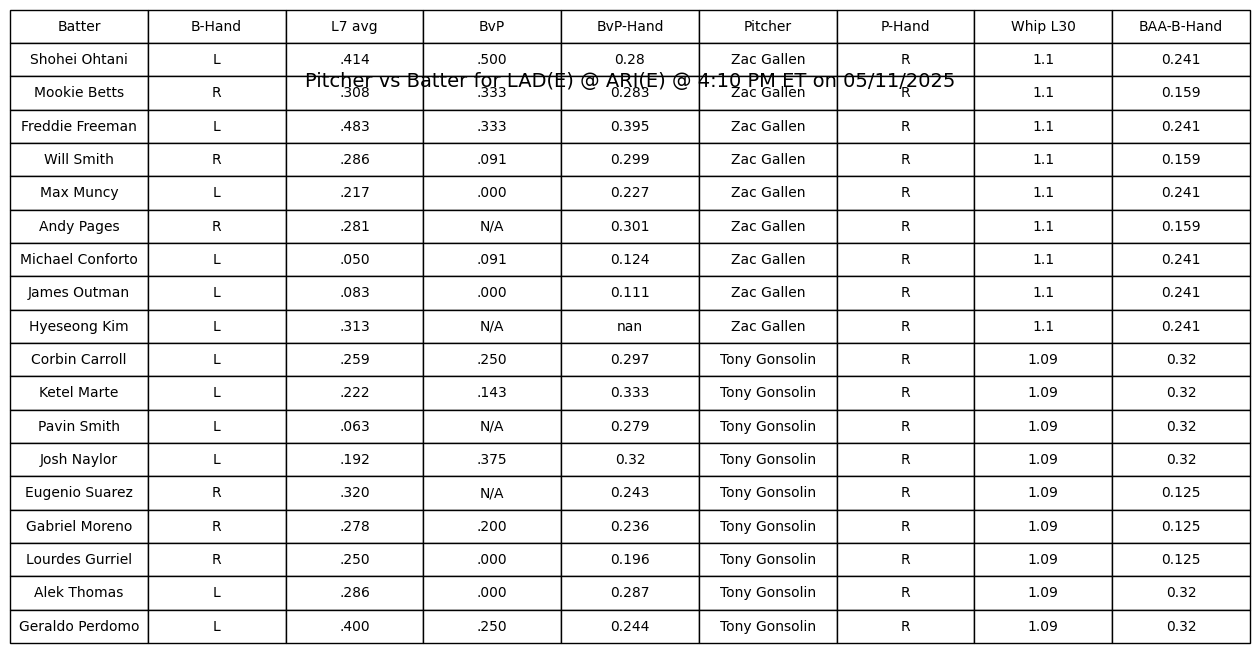 Batter B-Hand L7 avg BvP BvP-Hand Pitcher P-Hand Whip L30 BAA-B-Hand
Shohei Ohtani L .414 .500 0.28 Zac Gallen R 1.1 0.241
Pitcher vs Batter for LAD(E) @ ARI(E) @ 4:10 PM ET on 05/11/2025
Mookie Betts R .308 .333 0.283 Zac Gallen R 1.1 0.159
Freddie Freeman L .483 .333 0.395 Zac Gallen R 1.1 0.241
Will Smith R .286 .091 0.299 Zac Gallen R 1.1 0.159
Max Muncy L .217 .000 0.227 Zac Gallen R 1.1 0.241
Andy Pages R .281 N/A 0.301 Zac Gallen R 1.1 0.159
Michael Conforto L .050 .091 0.124 Zac Gallen R 1.1 0.241
James Outman L .083 .000 0.111 Zac Gallen R 1.1 0.241
Hyeseong Kim L .313 N/A nan Zac Gallen R 1.1 0.241
Corbin Carroll L .259 .250 0.297 Tony Gonsolin R 1.09 0.32
Ketel Marte L .222 .143 0.333 Tony Gonsolin R 1.09 0.32
Pavin Smith L .063 N/A 0.279 Tony Gonsolin R 1.09 0.32
Josh Naylor L .192 .375 0.32 Tony Gonsolin R 1.09 0.32
Eugenio Suarez R .320 N/A 0.243 Tony Gonsolin R 1.09 0.125
Gabriel Moreno R .278 .200 0.236 Tony Gonsolin R 1.09 0.125
Lourdes Gurriel R .250 .000 0.196 Tony Gonsolin R 1.09 0.125
Alek Thomas L .286 .000 0.287 Tony Gonsolin R 1.09 0.32
Geraldo Perdomo L .400 .250 0.244 Tony Gonsolin R 1.09 0.32